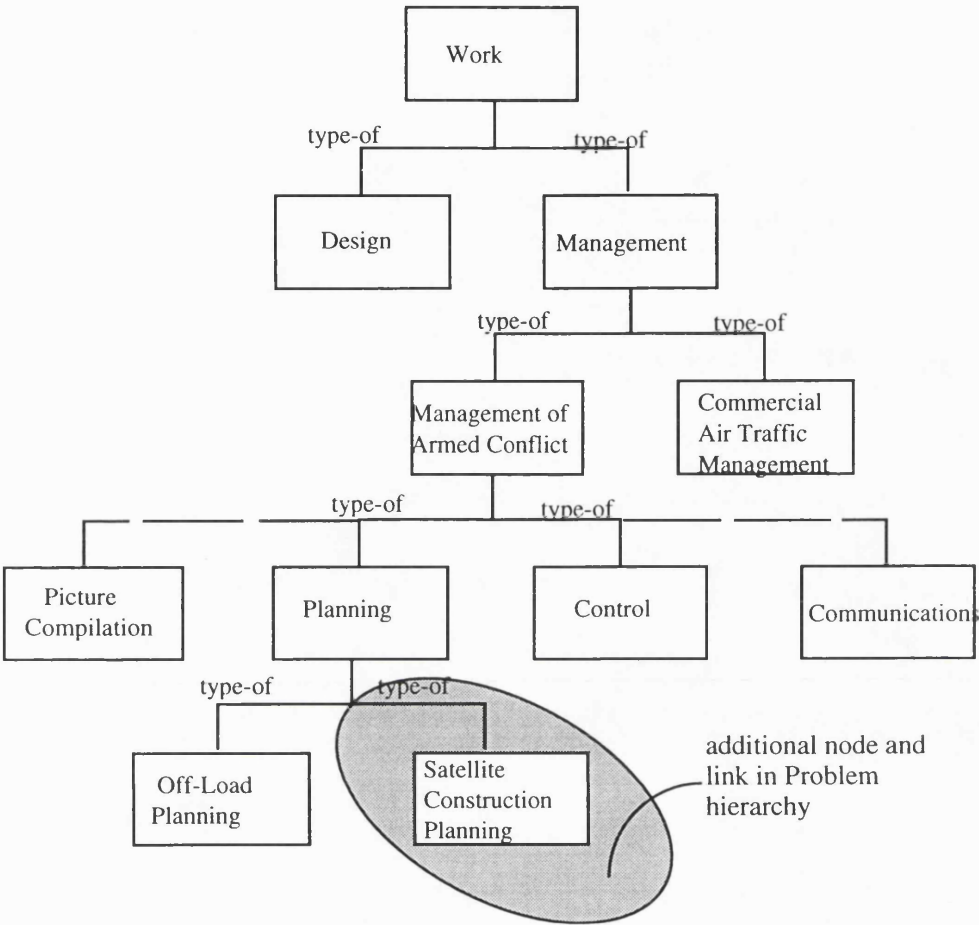 Work
type-of
type-of
Design
Management
type-of
type-of
Management of
Armed Conflict
Commercial
Air Traffic
Management
type-of
type-of
Picture
Compilation
Planning
Control
Communications
type-of
type-of
Off-Load
Planning
Satellite
Construction
Planning
additional node and
link in Problem
hierarchy